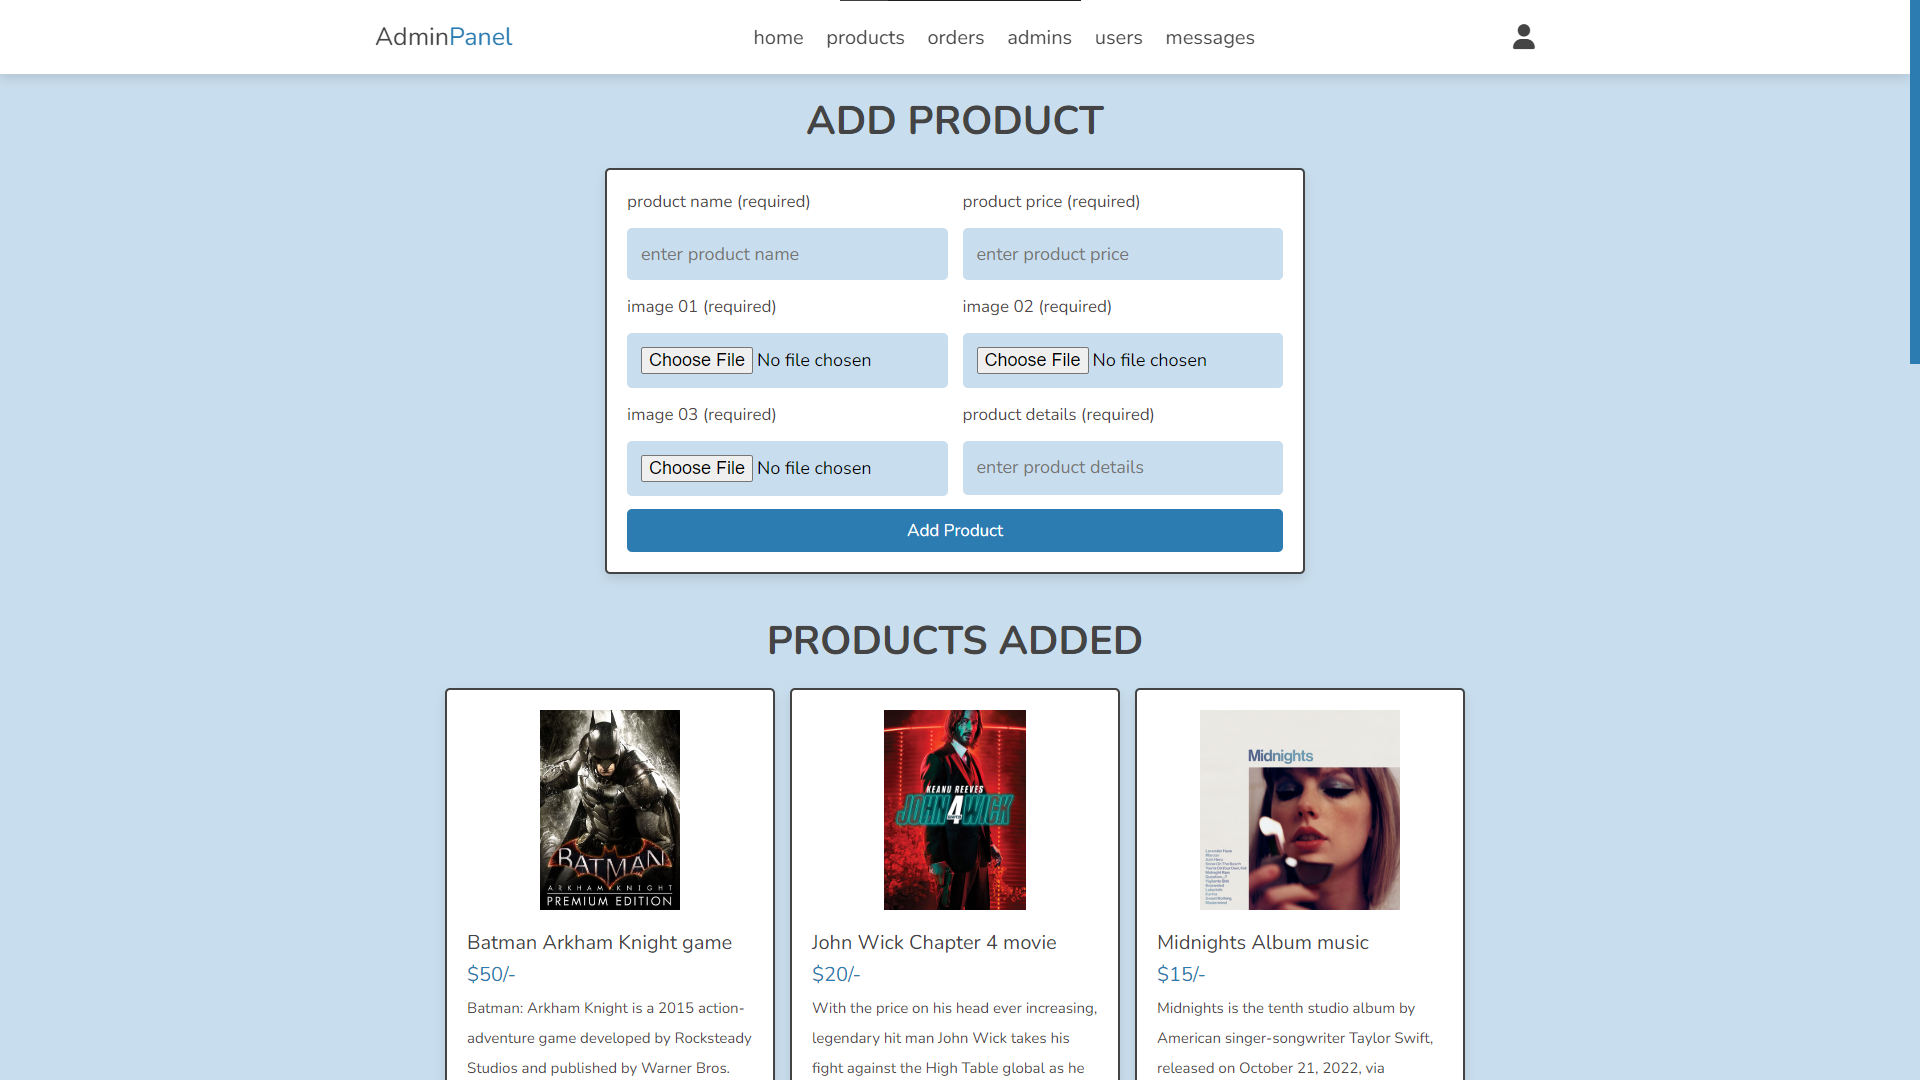 AdminPanel
home products orders admins users messages
ADD PRODUCT
product name (required) product price (required)
enter product name enter product price
image 01 (required) image 02 (required)
Choose File No file chosen Choose File No file chosen
image 03 (required) product details (required)
Choose File No file chosen enter product details
Add Product
PRODUCTS ADDED
BATMAN
ARKHAM KNIGHT
PREMIUM EDITION
Batman Arkham Knight game
$50/-
Batman: Arkham Knight is a 2015 action-
adventure game developed by Rocksteady
Studios and published by Warner Bros.
KEANU REEVES
JOHN WICK
4
John Wick Chapter 4 movie
$20/-
With the price on his head ever increasing,
legendary hit man John Wick takes his
fight against the High Table global as he
Midnights
Midnights Album music
$15/-
Midnights is the tenth studio album by
American singer-songwriter Taylor Swift,
released on October 21, 2022, via